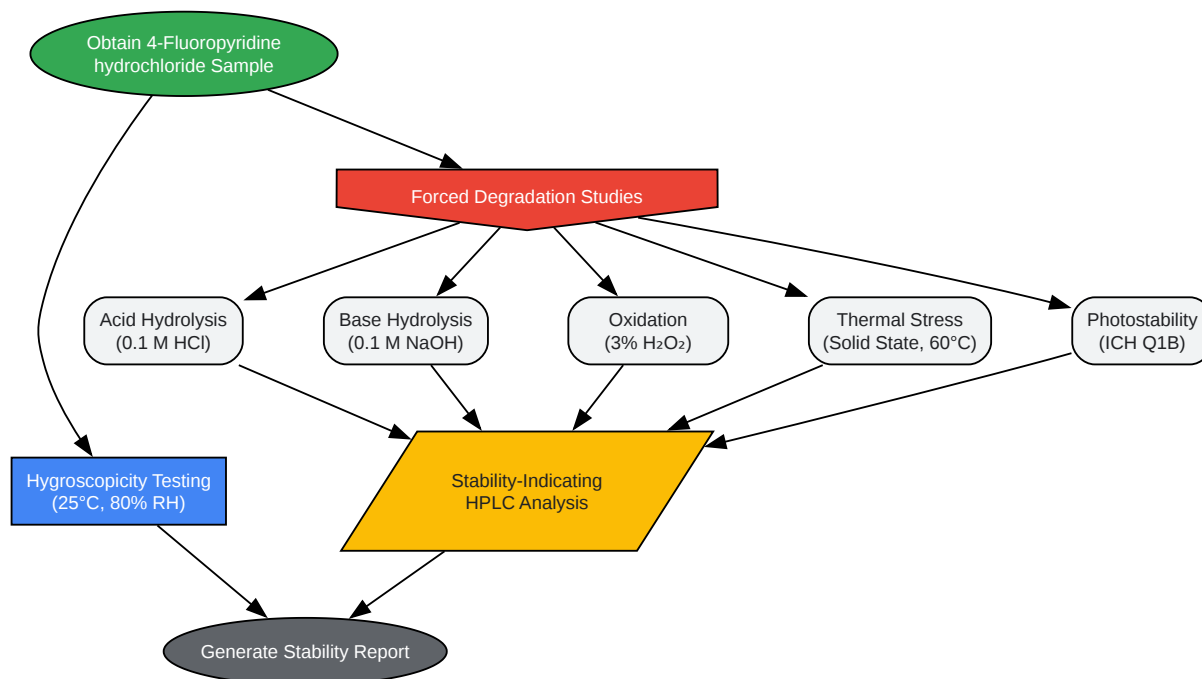 Obtain 4-Fluoropyridine
hydrochloride Sample
Forced Degradation Studies
Acid Hydrolysis
(0.1 M HCl)
Base Hydrolysis
(0.1 M NaOH)
Oxidation
(3% H₂O₂)
Thermal Stress
(Solid State, 60°C)
Photostability
(ICH Q1B)
Hygroscopicity Testing
(25°C, 80% RH)
Stability-Indicating
HPLC Analysis
Generate Stability Report